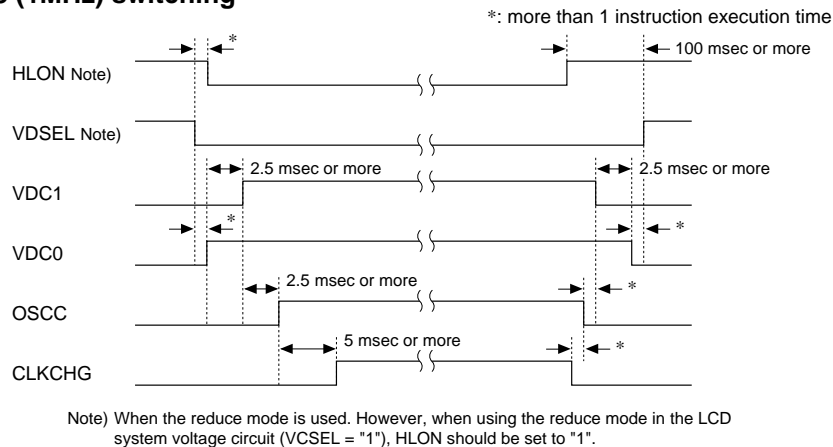 (1MHz) switching
*: more than 1 instruction execution time
* 100 msec or more
HLON Note)
VDSEL Note)
2.5 msec or more 2.5 msec or more
VDC1
* *
VDC0
2.5 msec or more *
OSCC
5 msec or more *
CLKCHG
Note) When the reduce mode is used. However, when using the reduce mode in the LCD
system voltage circuit (VCSEL = "1"), HLON should be set to "1".